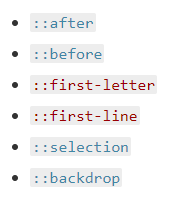 ::after
::before
::first-letter
::first-line
::selection
::backdrop